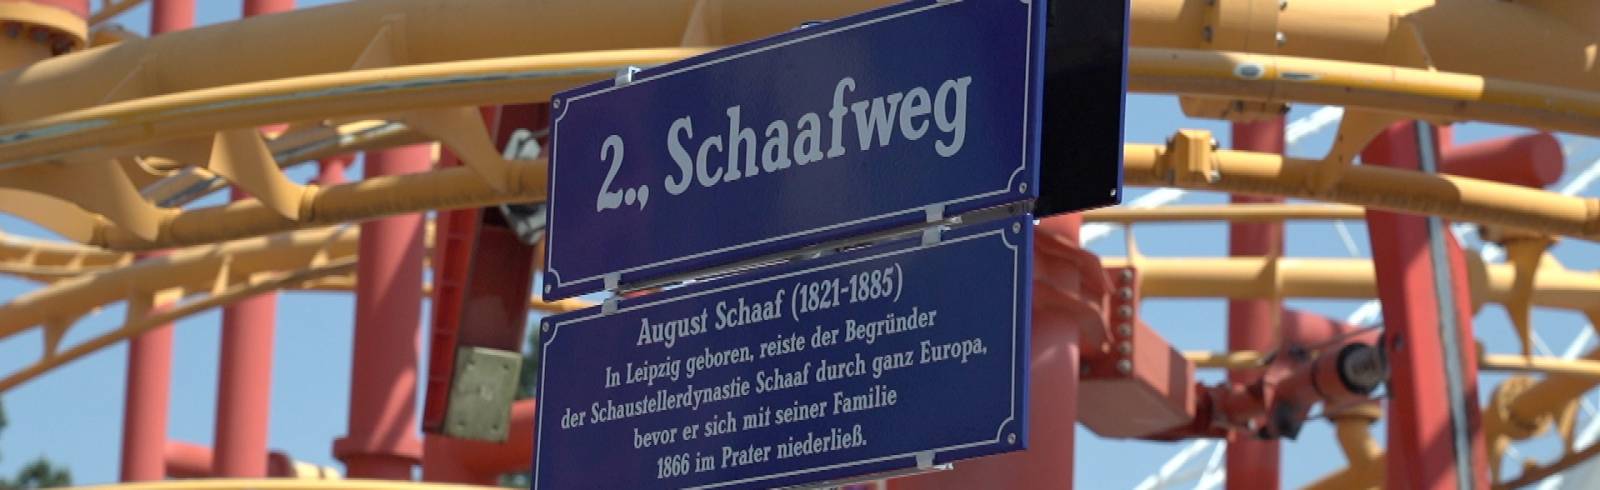 2., Schaafweg
August Schaaf (1821-1885)
In Leipzig geboren, reiste der Begründer
der Schaustellerdynastie Schaaf durch ganz Europa,
bevor er sich mit seiner Familie
1866 im Prater niederließ.